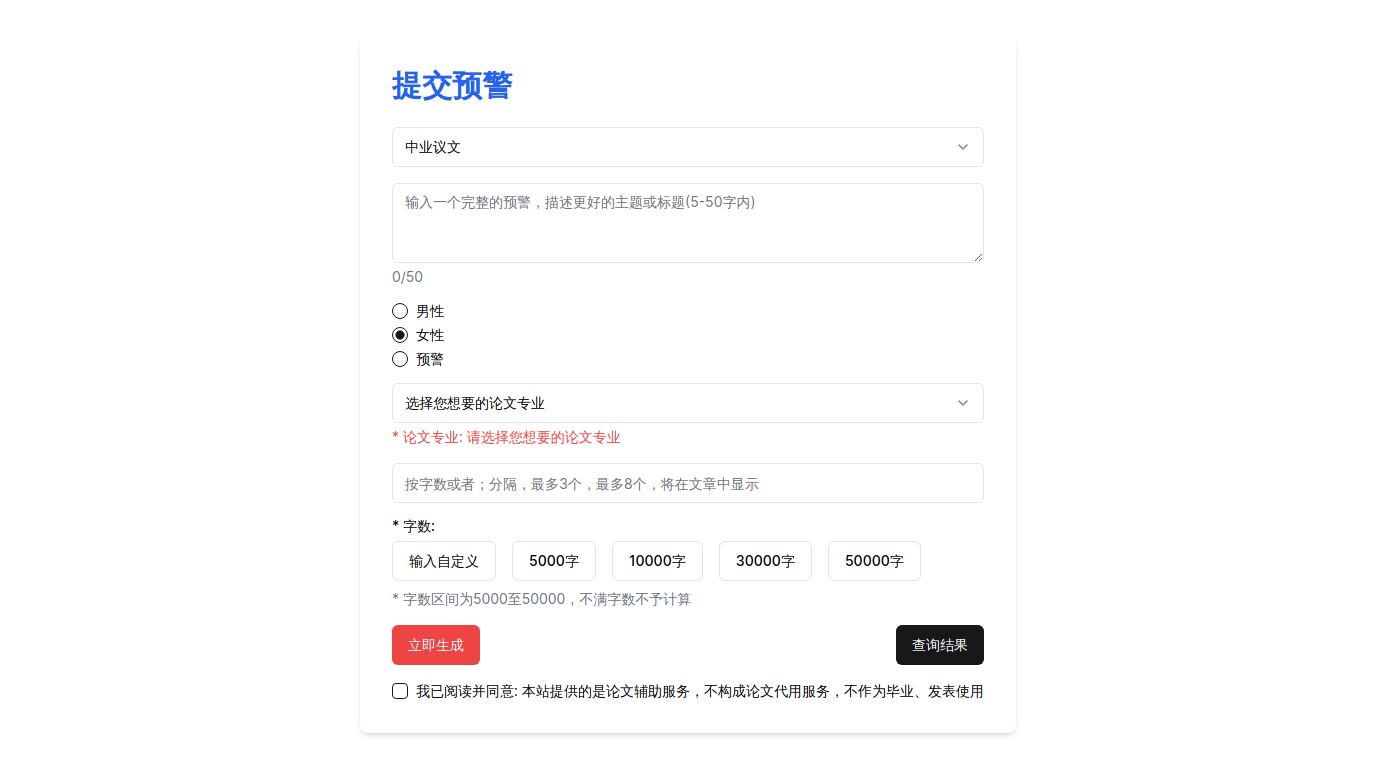 提交预警
中业议文
输入一个完整的预警，描述更好的主题或标题(5-50字内)
0/50
男性
女性
预警
选择您想要的论文专业
* 论文专业: 请选择您想要的论文专业
按字数或者；分隔，最多3个，最多8个，将在文章中显示
* 字数:
输入自定义 5000字 10000字 30000字 50000字
* 字数区间为5000至50000，不满字数不予计算
立即生成 查询结果
我已阅读并同意: 本站提供的是论文辅助服务，不构成论文代用服务，不作为毕业、发表使用